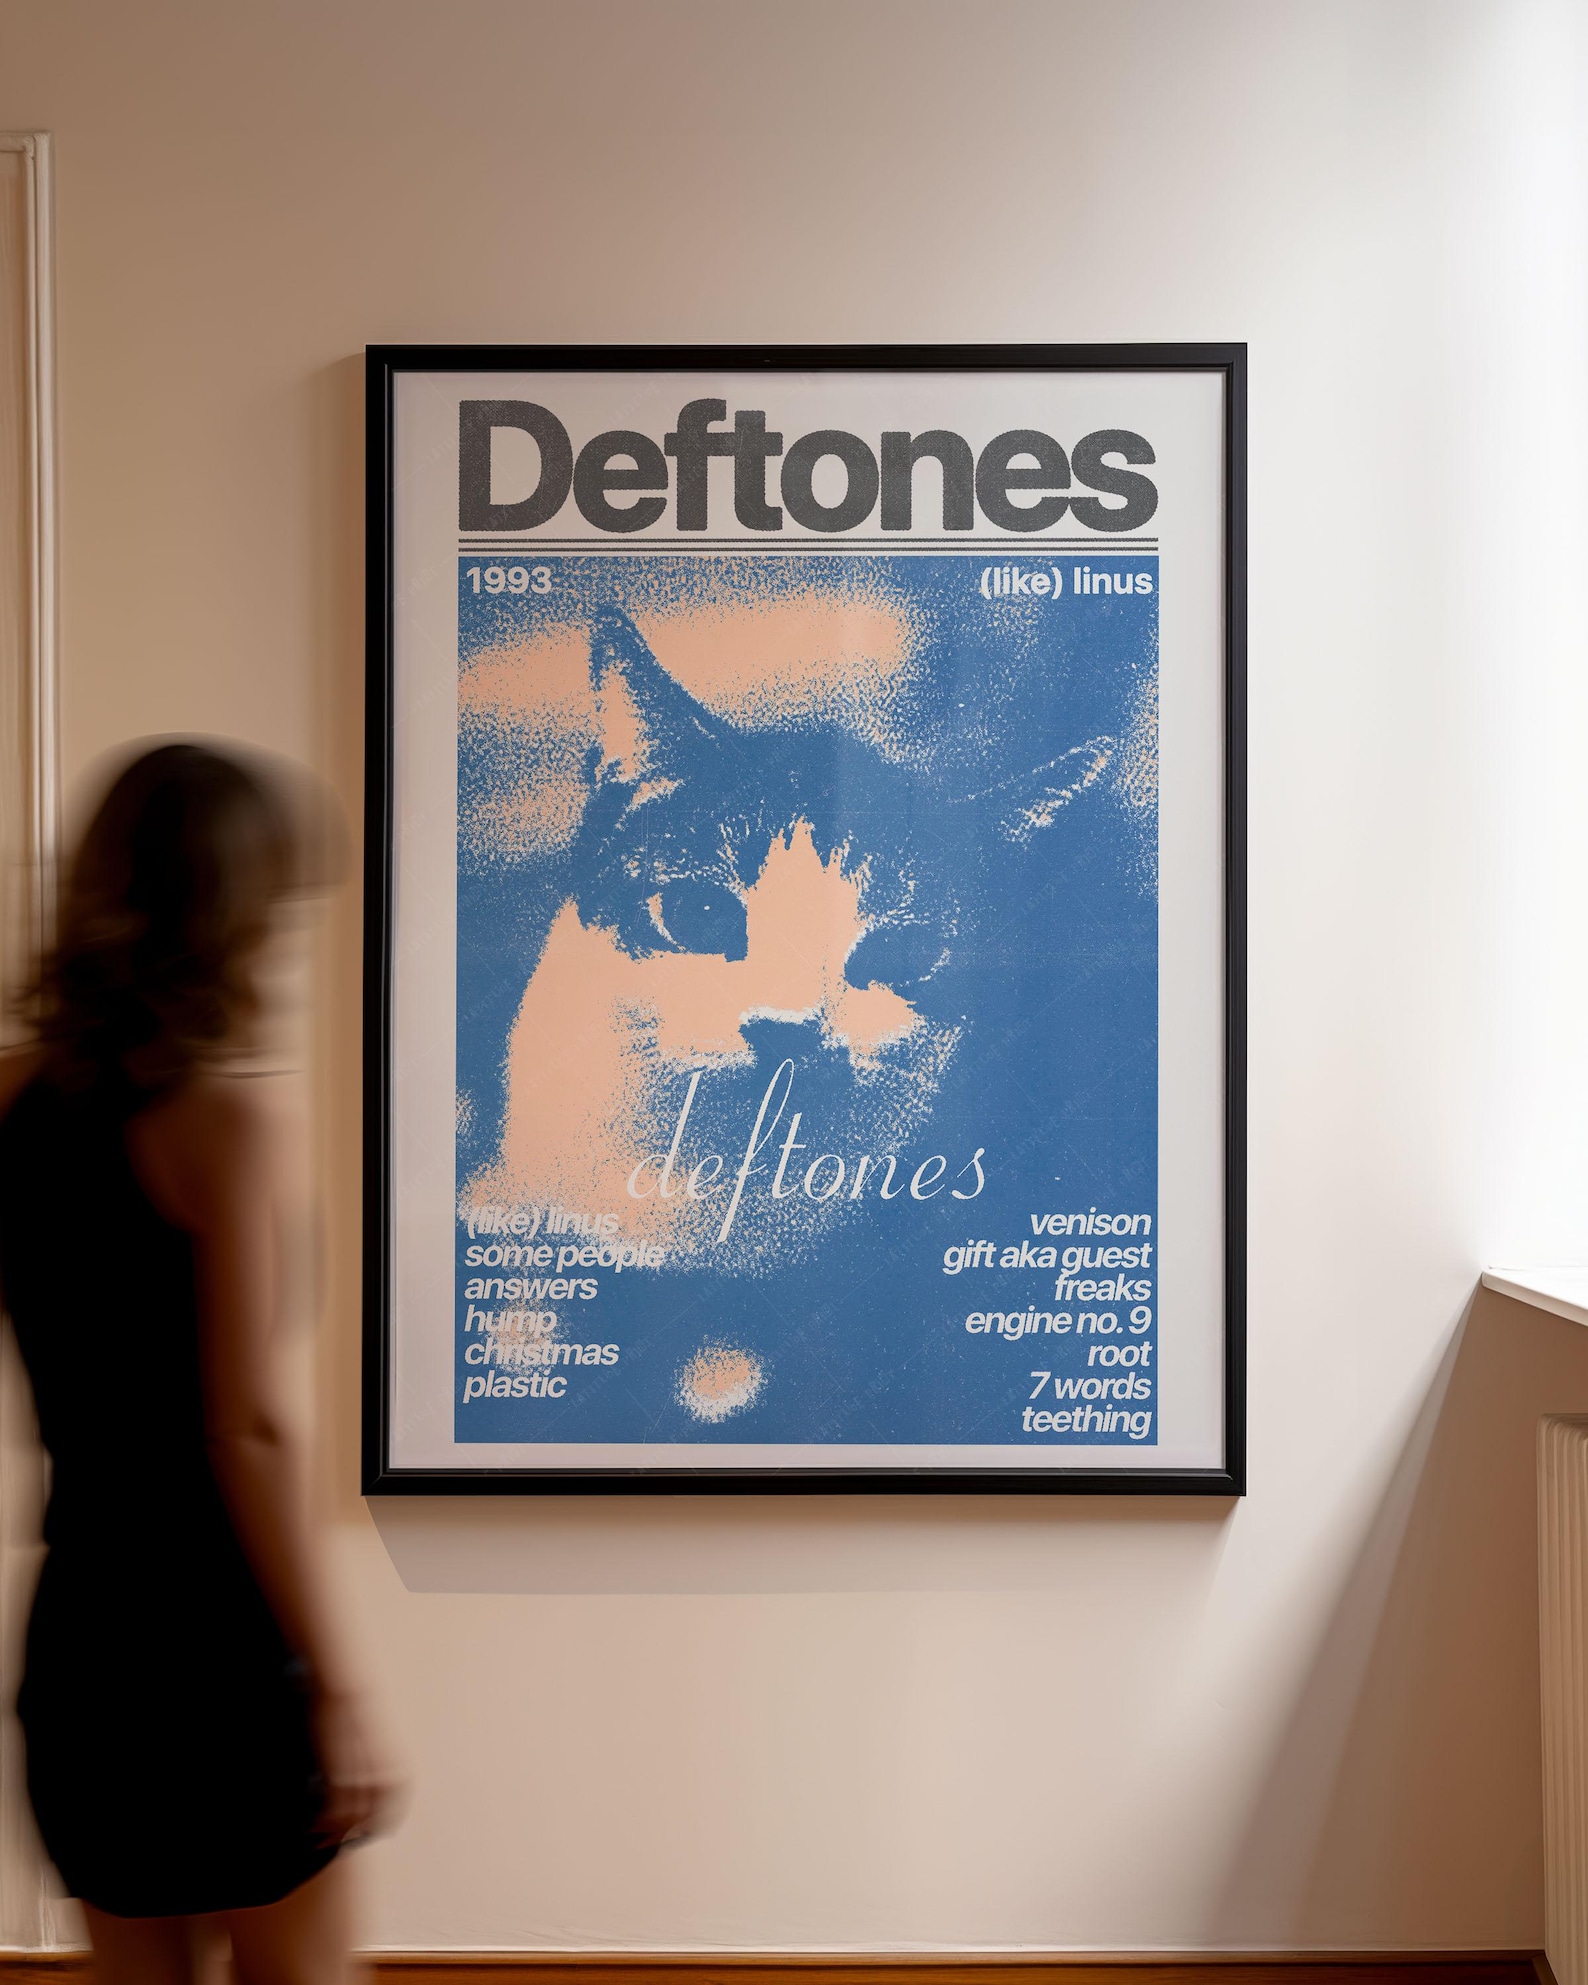 Deftones
1993
(like) linus
deftones
(like) linus
some people
answers
hump
christmas
plastic
venison
gift aka guest
freaks
engine no. 9
root
7 words
teething